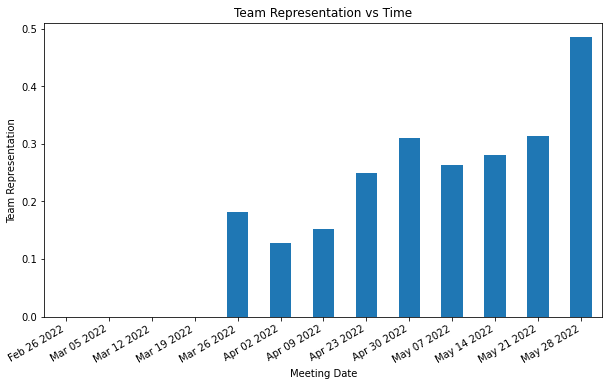 Team Representation vs Time
Team Representation
0.5
0.4
0.3
0.2
0.1
0.0
Feb 26 2022
Mar 05 2022
Mar 12 2022
Mar 19 2022
Mar 26 2022
Apr 02 2022
Apr 09 2022
Apr 23 2022
Apr 30 2022
May 07 2022
May 14 2022
May 21 2022
May 28 2022
Meeting Date